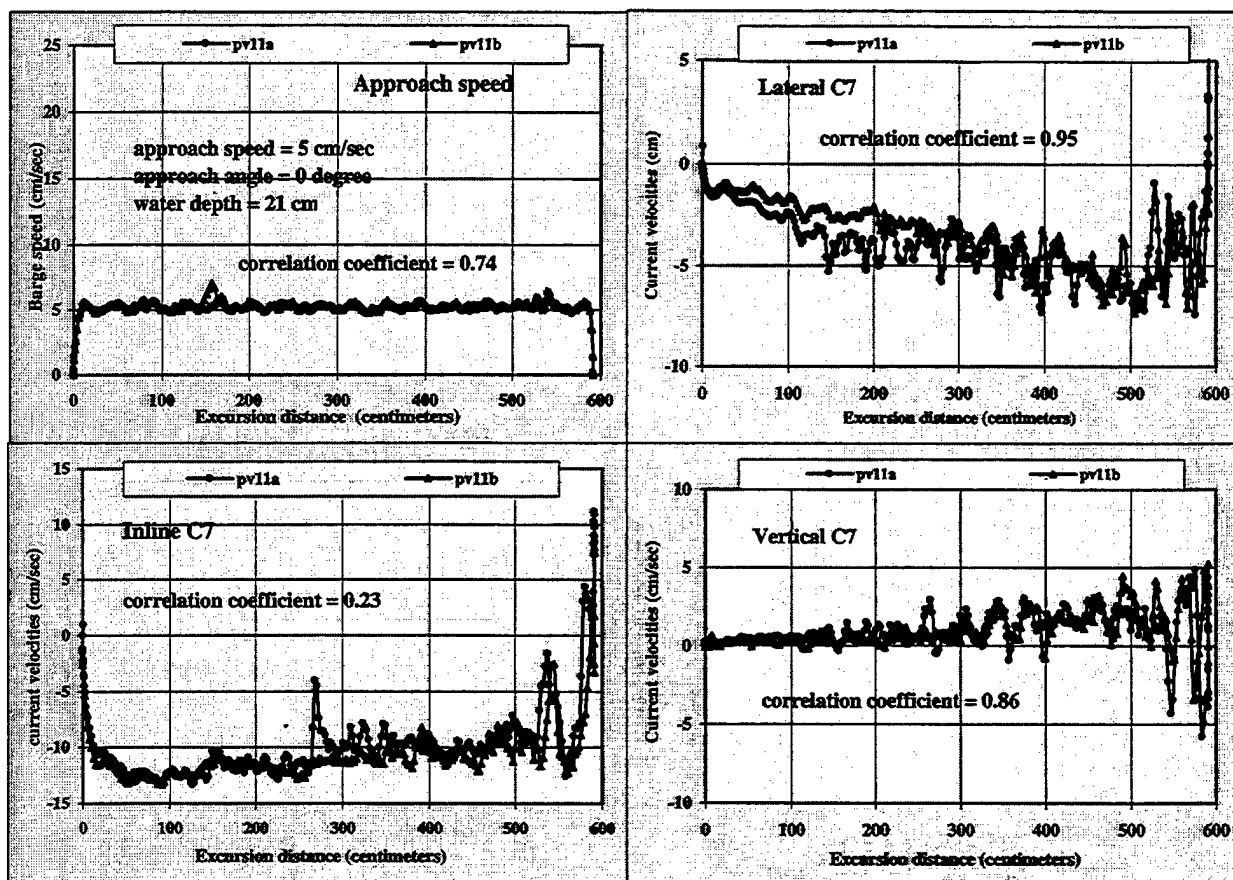 pv11a pv11b
Approach speed
approach speed = 5 cm/sec
approach angle = 0 degree
water depth = 21 cm
correlation coefficient = 0.74
Barge speed (cm/sec)
25
20
15
10
5
0
0 100 200 300 400 500 600
Excursion distance (centimeters)
pv11a pv11b
Lateral C7
correlation coefficient = 0.95
Current velocities (cm)
5
0
-5
-10
0 100 200 300 400 500 600
Excursion distance (centimeters)
pv11a pv11b
Inline C7
correlation coefficient = 0.23
current velocities (cm/sec)
15
10
5
0
-5
-10
-15
0 100 200 300 400 500 600
Excursion distance (centimeters)
pv11a pv11b
Vertical C7
correlation coefficient = 0.86
Current velocities (cm/sec)
10
5
0
-5
-10
0 100 200 300 400 500 600
Excursion distance (centimeters)